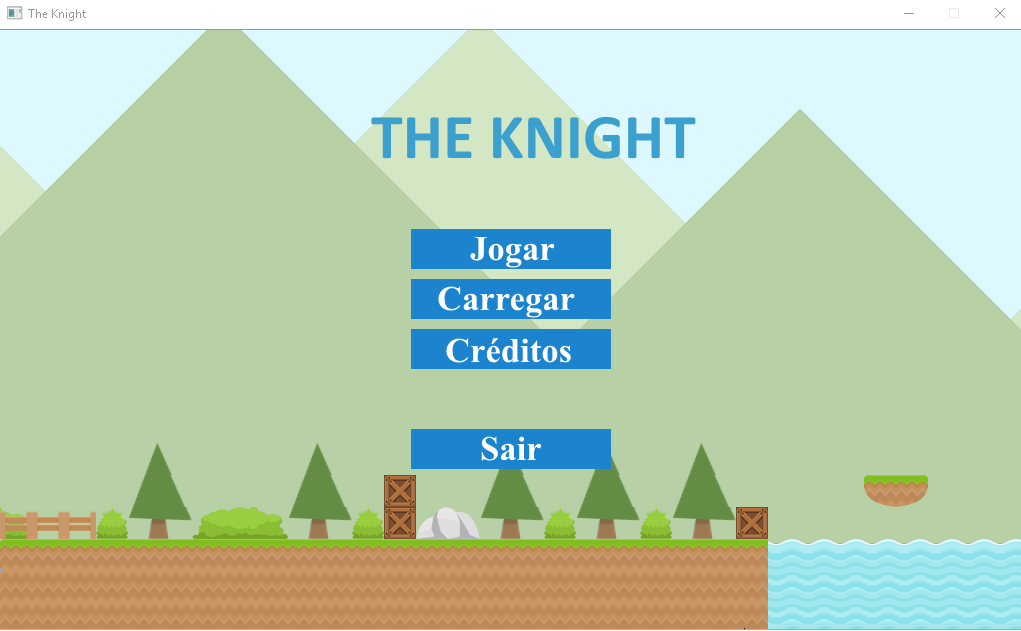 The Knight
THE KNIGHT
Jogar
Carregar
Créditos
Sair